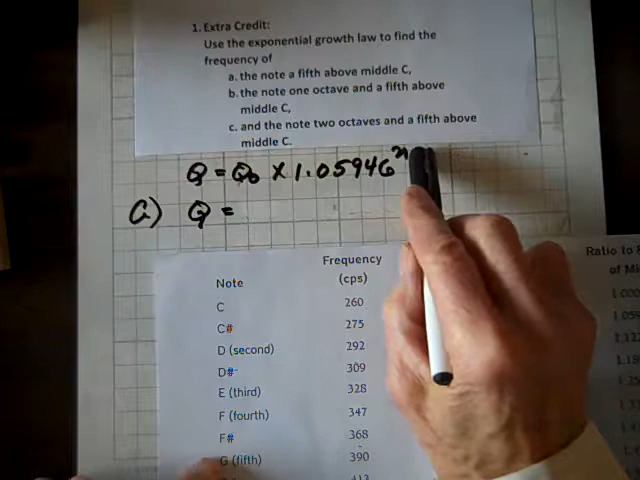 1. Extra Credit:
Use the exponential growth law to find the
frequency of
a. the note a fifth above middle C,
b. the note one octave and a fifth above
middle C,
c. and the note two octaves and a fifth above
middle C.
Q = Q₀ × 1.05946ⁿ
a) Q =
Note Frequency (cps) Ratio to
of Mi
C 260 1.000
C# 275 1.059
D (second) 292 1.122
D# 309
E (third) 328
F (fourth) 347
F# 368
G (fifth) 390